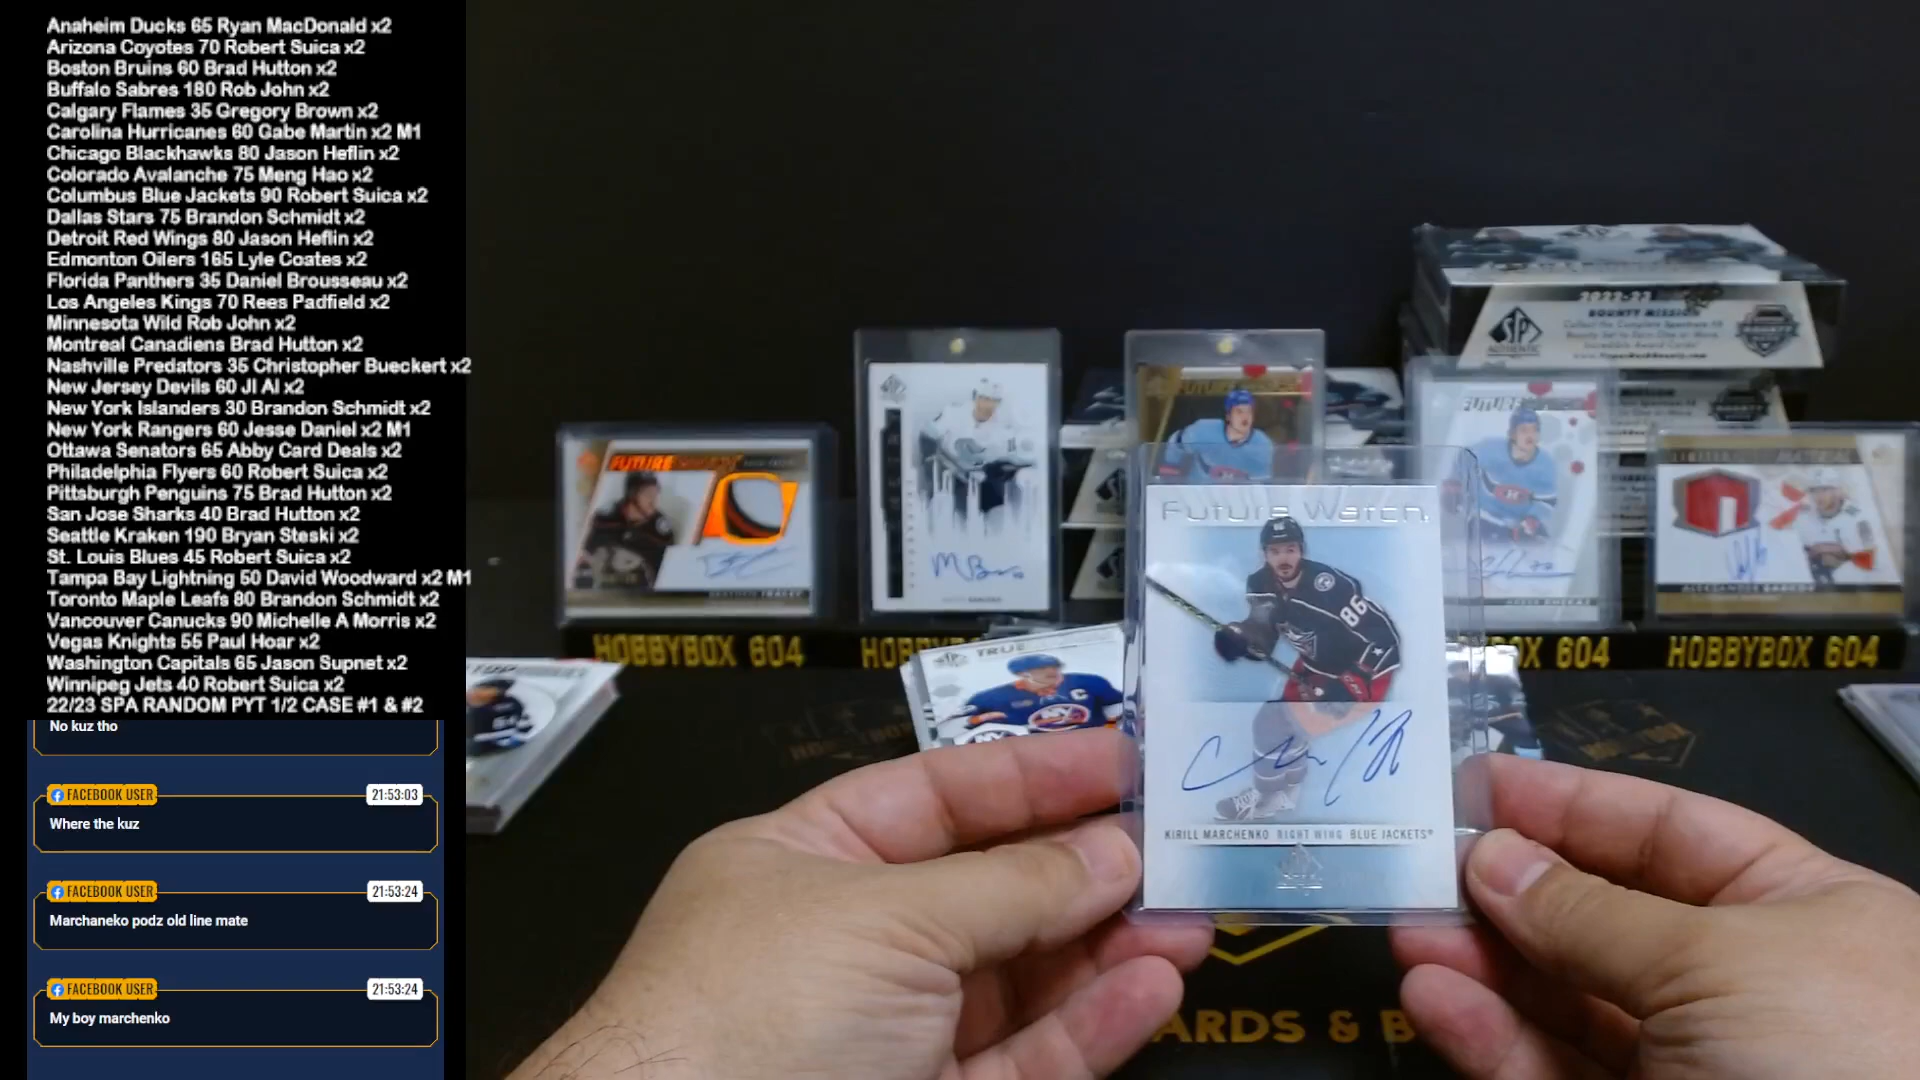 Anaheim Ducks 65 Ryan MacDonald x2
Arizona Coyotes 70 Robert Suica x2
Boston Bruins 60 Brad Hutton x2
Buffalo Sabres 180 Rob John x2
Calgary Flames 35 Gregory Brown x2
Carolina Hurricanes 60 Gabe Martin x2 M1
Chicago Blackhawks 80 Jason Heflin x2
Colorado Avalanche 75 Meng Hao x2
Columbus Blue Jackets 90 Robert Suica x2
Dallas Stars 75 Brandon Schmidt x2
Detroit Red Wings 80 Jason Heflin x2
Edmonton Oilers 165 Lyle Coates x2
Florida Panthers 35 Daniel Brousseau x2
Los Angeles Kings 70 Rees Padfield x2
Minnesota Wild Rob John x2
Montreal Canadiens Brad Hutton x2
Nashville Predators 35 Christopher Bueckert x2
New Jersey Devils 60 JI AI x2
New York Islanders 30 Brandon Schmidt x2
New York Rangers 60 Jesse Daniel x2 M1
Ottawa Senators 65 Abby Card Deals x2
Philadelphia Flyers 60 Robert Suica x2
Pittsburgh Penguins 75 Brad Hutton x2
San Jose Sharks 40 Brad Hutton x2
Seattle Kraken 190 Bryan Steski x2
St. Louis Blues 45 Robert Suica x2
Tampa Bay Lightning 50 David Woodward x2 M1
Toronto Maple Leafs 80 Brandon Schmidt x2
Vancouver Canucks 90 Michelle A Morris x2
Vegas Knights 55 Paul Hoar x2
Washington Capitals 65 Jason Supnet x2
Winnipeg Jets 40 Robert Suica x2
22/23 SPA RANDOM PYT 1/2 CASE #1 & #2
No kuz tho
FACEBOOK USER 21:53:03
Where the kuz
FACEBOOK USER 21:53:24
Marchaneko podz old line mate
FACEBOOK USER 21:53:24
My boy marchenko
2022-23
BOUNTY MISSION
SP
AUTHENTIC
FUTURE
FUTURE
TRUE
HOBBYBOX 604
HOBBYBOX 604
Future Watch
86
KIRILL MARCHENKO RIGHT WING BLUE JACKETS
ARDS & B